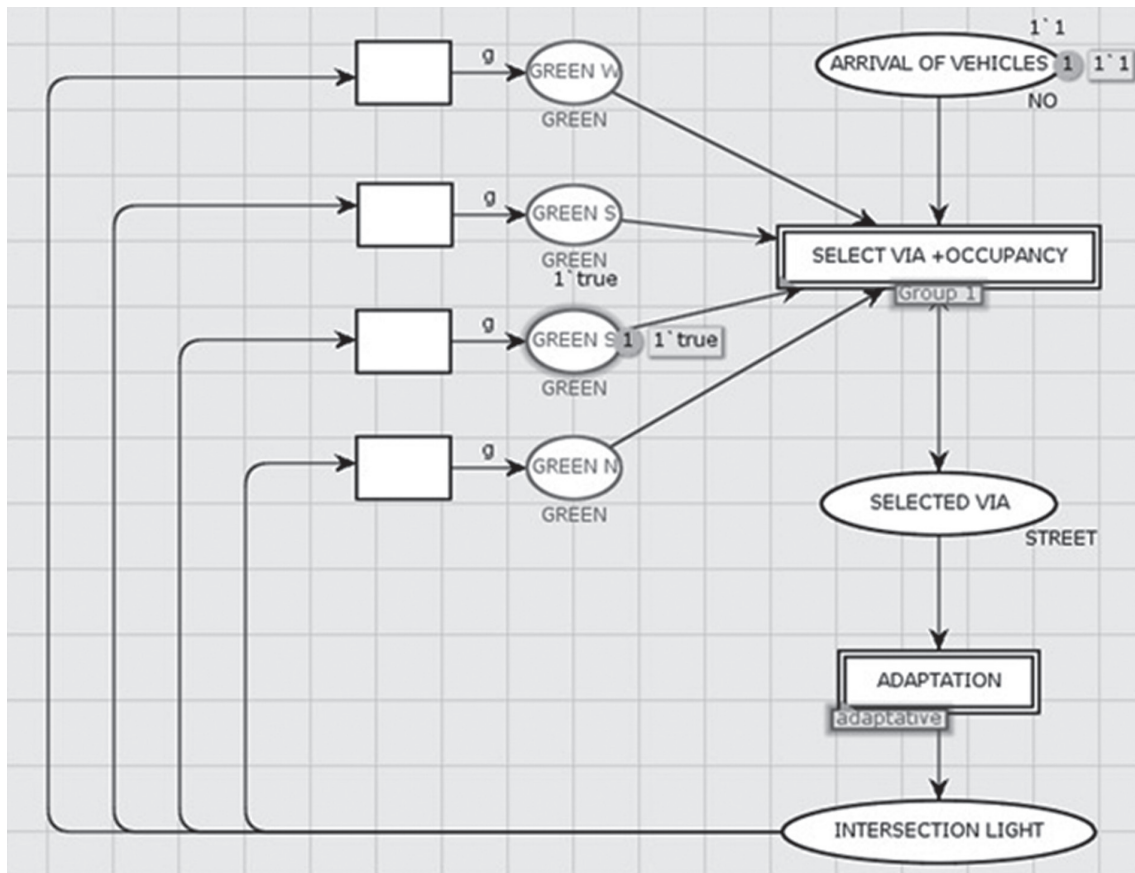 1`1
ARRIVAL OF VEHICLES 1 1`1
NO
g
GREEN W
GREEN
g
GREEN S
GREEN
1`true
SELECT VIA +OCCUPANCY
Group 1
g
GREEN S 1 1`true
GREEN
g
GREEN N
GREEN
SELECTED VIA
STREET
ADAPTATION
adaptative
INTERSECTION LIGHT